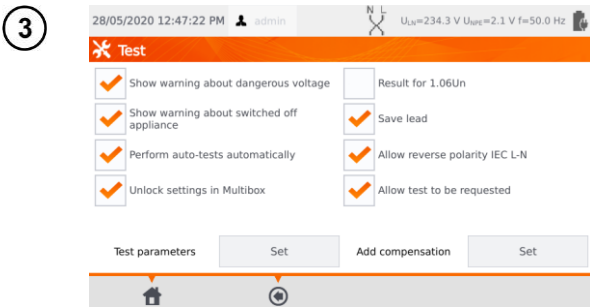 3
28/05/2020 12:47:22 PM admin N L ULN=234.3 V UNPE=2.1 V f=50.0 Hz
Test
Show warning about dangerous voltage
Result for 1.06Un
Show warning about switched off
appliance
Save lead
Perform auto-tests automatically
Allow reverse polarity IEC L-N
Unlock settings in Multibox
Allow test to be requested
Test parameters Set Add compensation Set